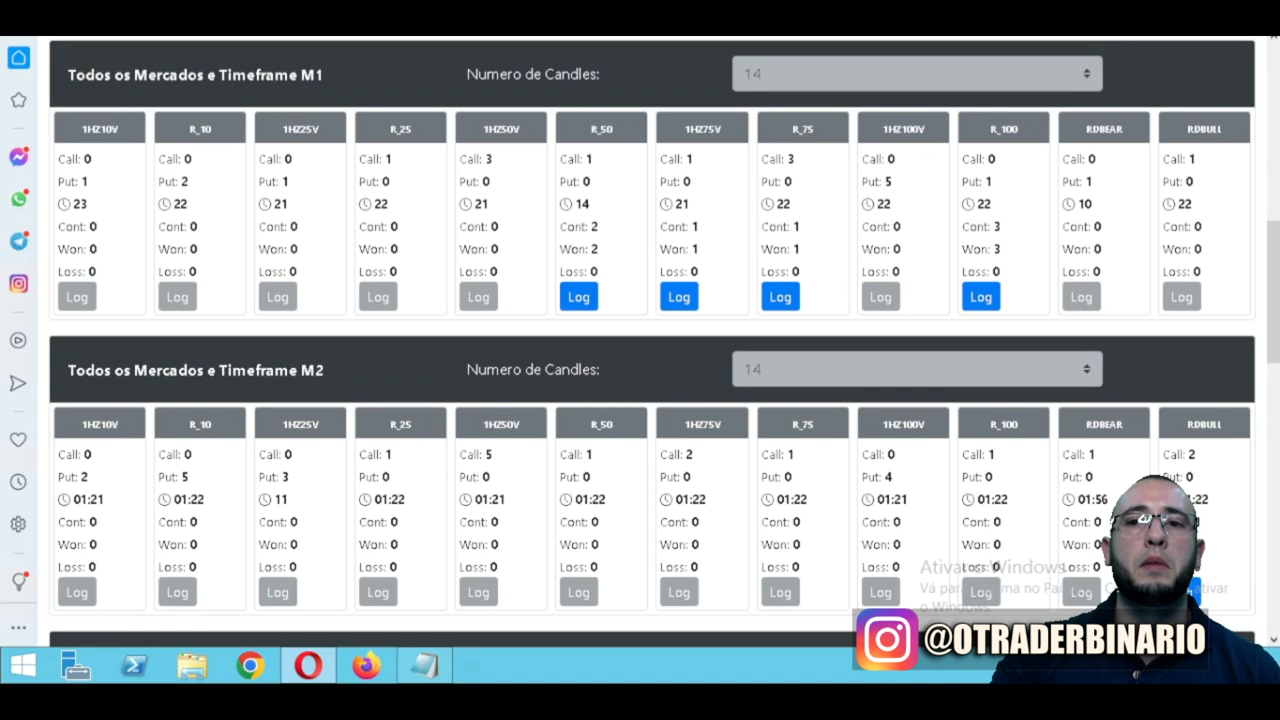 Todos os Mercados e Timeframe M1 Numero de Candles: 14
1HZ10V R_10 1HZ25V R_25 1HZ50V R_50 1HZ75V R_75 1HZ100V R_100 RDBEAR RDBULL
Call: 0 Call: 0 Call: 0 Call: 1 Call: 3 Call: 1 Call: 1 Call: 3 Call: 0 Call: 0 Call: 0 Call: 1
Put: 1 Put: 2 Put: 1 Put: 0 Put: 0 Put: 0 Put: 0 Put: 0 Put: 5 Put: 1 Put: 1 Put: 0
23 22 21 22 21 14 21 22 22 22 10 22
Cont: 0 Cont: 0 Cont: 0 Cont: 0 Cont: 0 Cont: 2 Cont: 1 Cont: 1 Cont: 0 Cont: 3 Cont: 0 Cont: 0
Won: 0 Won: 0 Won: 0 Won: 0 Won: 0 Won: 2 Won: 1 Won: 1 Won: 0 Won: 3 Won: 0 Won: 0
Loss: 0 Loss: 0 Loss: 0 Loss: 0 Loss: 0 Loss: 0 Loss: 0 Loss: 0 Loss: 0 Loss: 0 Loss: 0 Loss: 0
Log Log Log Log Log Log Log Log Log Log Log Log
Todos os Mercados e Timeframe M2 Numero de Candles: 14
1HZ10V R_10 1HZ25V R_25 1HZ50V R_50 1HZ75V R_75 1HZ100V R_100 RDBEAR RDBULL
Call: 0 Call: 0 Call: 0 Call: 1 Call: 5 Call: 1 Call: 2 Call: 1 Call: 0 Call: 1 Call: 1 Call: 2
Put: 2 Put: 5 Put: 3 Put: 0 Put: 0 Put: 0 Put: 0 Put: 0 Put: 4 Put: 0 Put: 0 Put: 0
01:21 01:22 11 01:22 01:21 01:22 01:22 01:22 01:21 01:22 01:56 :22
Cont: 0 Cont: 0 Cont: 0 Cont: 0 Cont: 0 Cont: 0 Cont: 0 Cont: 0 Cont: 0 Cont: 0 Cont: 0
Won: 0 Won: 0 Won: 0 Won: 0 Won: 0 Won: 0 Won: 0 Won: 0 Won: 0 Won: 0 Won: 0
Loss: 0 Loss: 0 Loss: 0 Loss: 0 Loss: 0 Loss: 0 Loss: 0 Loss: 0 Loss: 0 Loss: 0 Loss: 0
Log Log Log Log Log Log Log Log Log Log Log
Ativar o Windows
o Windows.
@OTRADERBINARIO